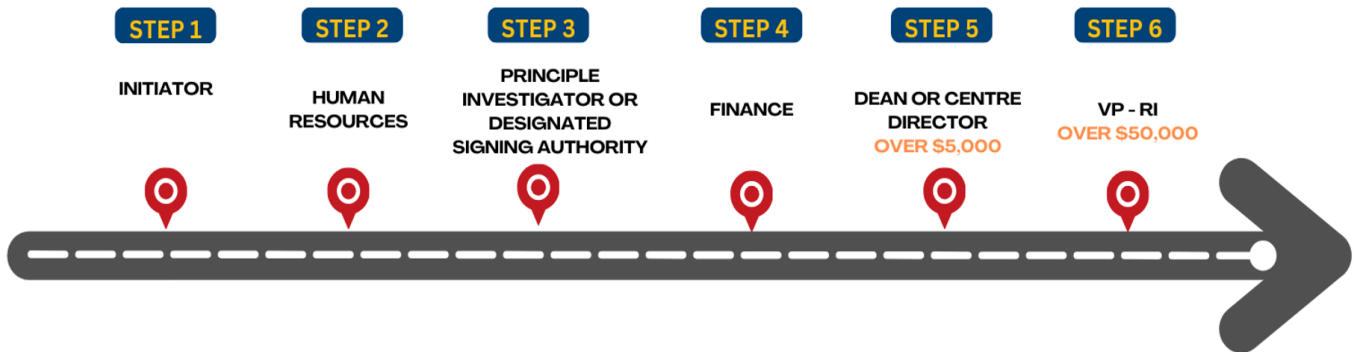 STEP 1
INITIATOR
STEP 2
HUMAN
RESOURCES
STEP 3
PRINCIPLE
INVESTIGATOR OR
DESIGNATED
SIGNING AUTHORITY
STEP 4
FINANCE
STEP 5
DEAN OR CENTRE
DIRECTOR
OVER $5,000
STEP 6
VP - RI
OVER $50,000